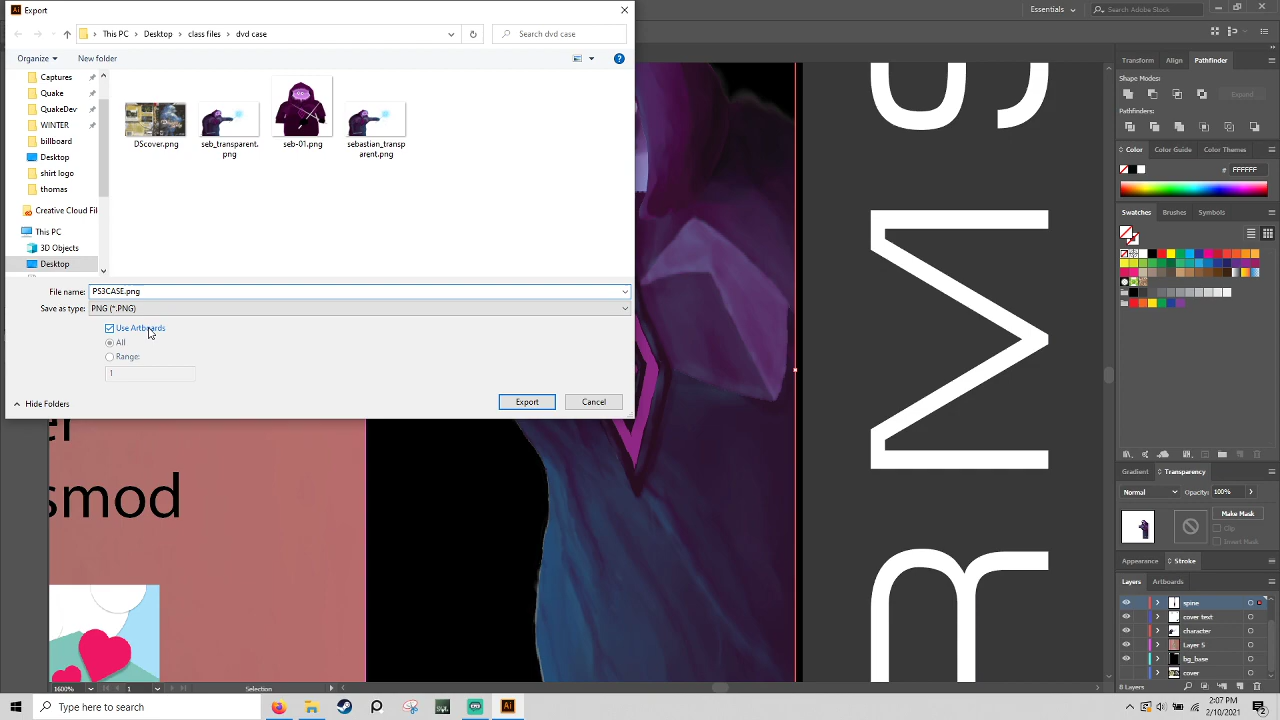 Export
This PC > Desktop > class files > dvd case
Search dvd case
Organize
New folder
Captures
Quake
QuakeDev
WINTER
billboard
Desktop
shirt logo
thomas
Creative Cloud Fil
This PC
3D Objects
Desktop
DScover.png
seb_transparent.
png
seb-01.png
sebastian_transp
arent.png
File name: PS3CASE.png
Save as type: PNG (*.PNG)
Use Artboards
All
Range:
1
Hide Folders
Export
Cancel
er
smod
R M S
Essentials
Search Adobe Stock
Transform Align Pathfinder
Shape Modes:
Expand
Pathfinders:
Color Color Guide Color Themes
# FFFFFF
Swatches Brushes Symbols
Gradient Transparency
Normal Opacity: 100%
Make Mask
Clip
Invert Mask
Appearance Stroke
Layers Artboards
spine
cover text
character
Layer 5
bg_base
cover
8 Layers
1600% 1 Selection
Type here to search
2:07 PM
2/10/2021
2